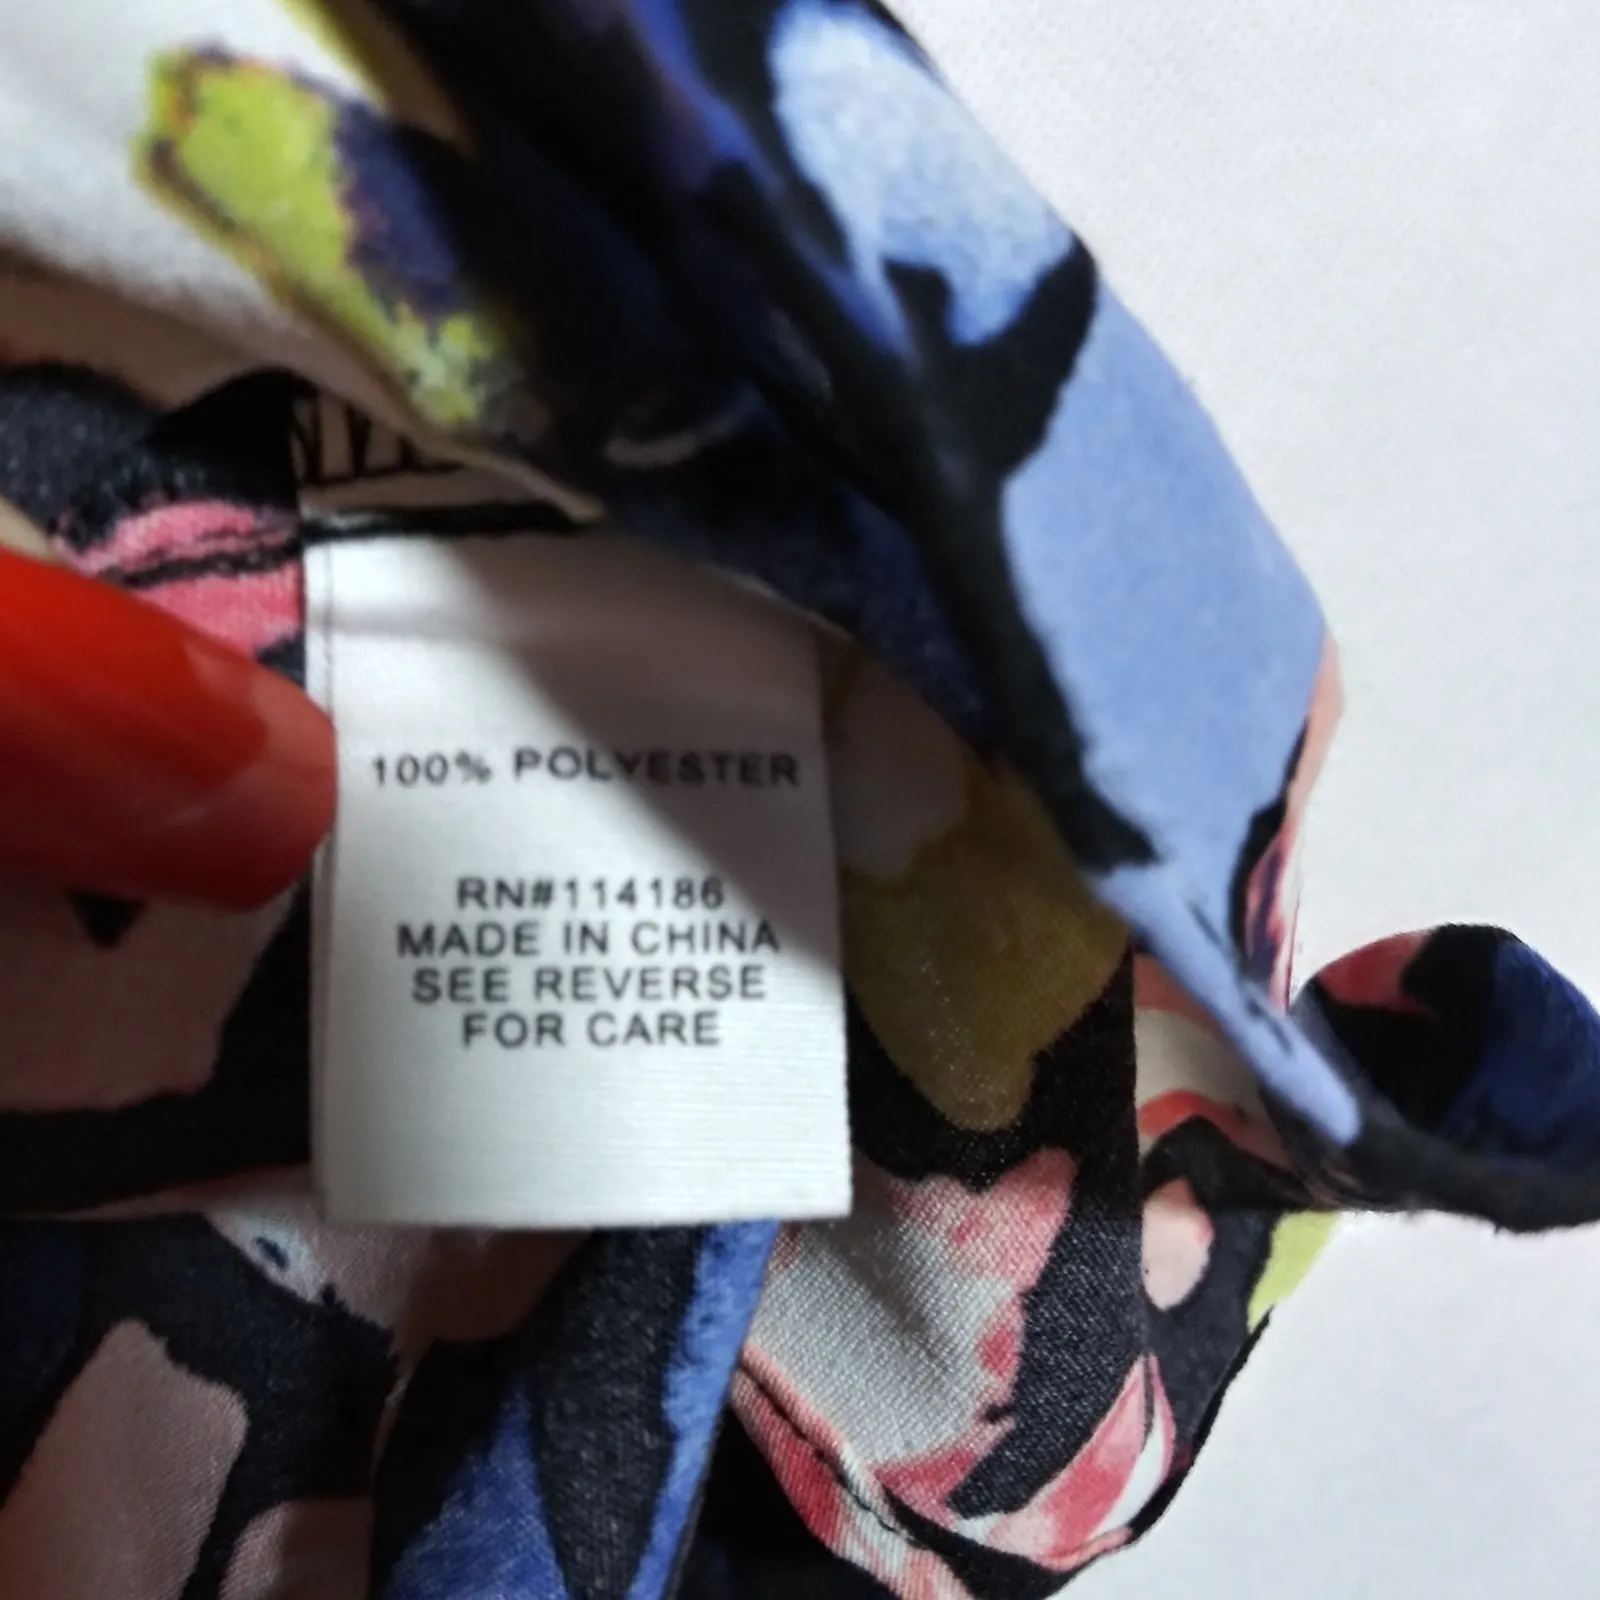 100% POLYESTER
RN#114186
MADE IN CHINA
SEE REVERSE
FOR CARE